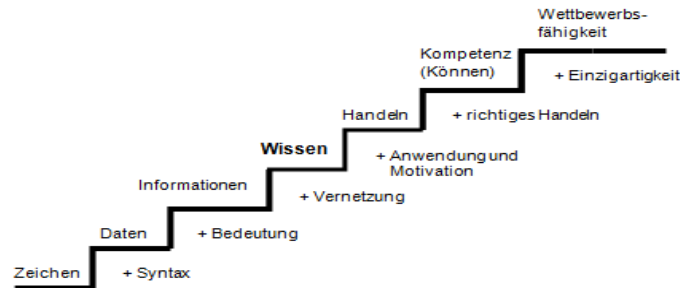 Wettbewerbs-
fähigkeit
Kompetenz
(Können)
+ Einzigartigkeit
Handeln
+ richtiges Handeln
Wissen
+ Anwendung und
Motivation
Informationen
+ Vernetzung
Daten
+ Bedeutung
Zeichen
+ Syntax